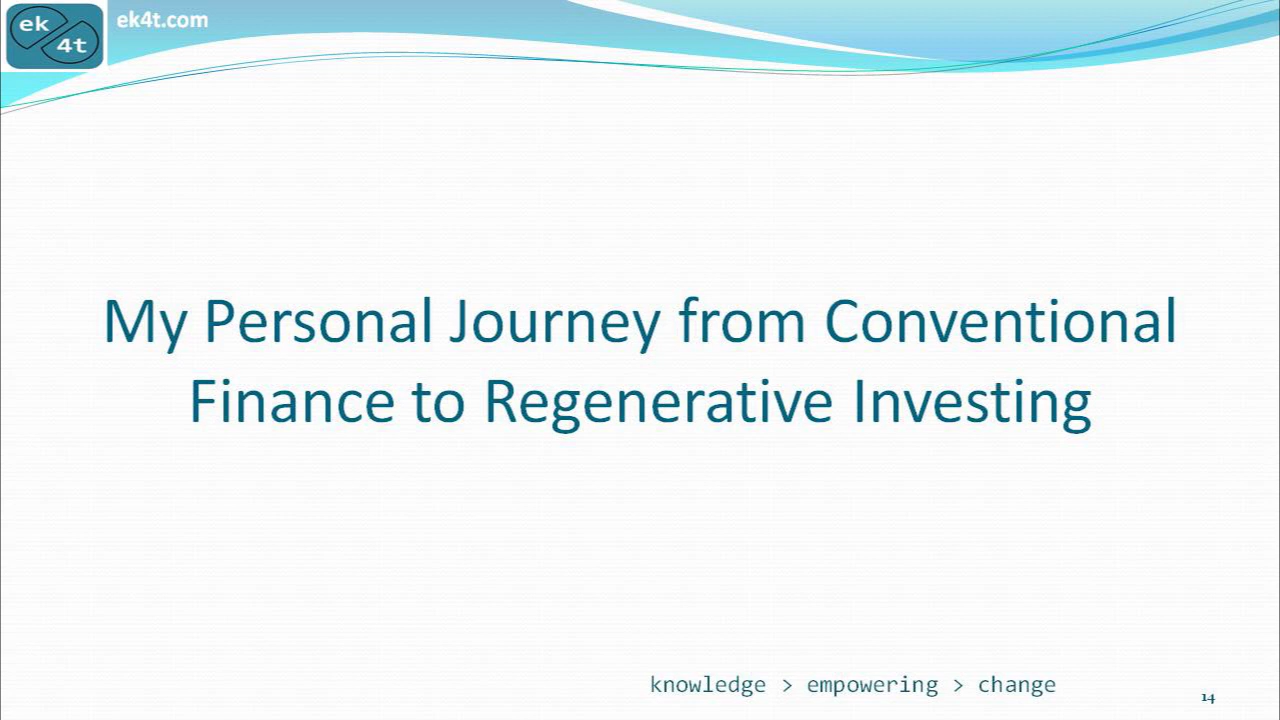 ek
4t
ek4t.com
My Personal Journey from Conventional
Finance to Regenerative Investing
knowledge > empowering > change
14